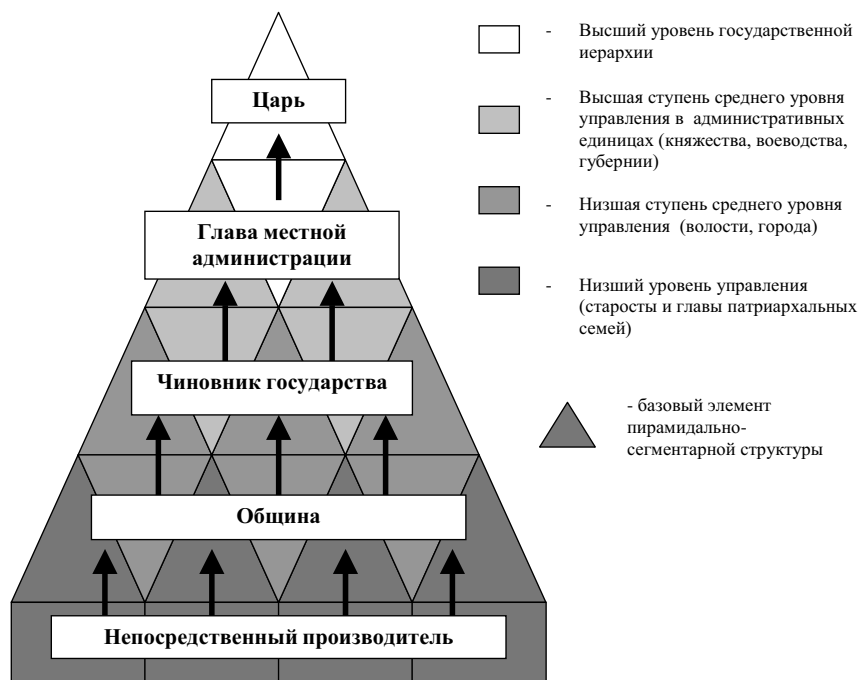 Царь
Глава местной
администрации
Чиновник государства
Община
Непосредственный производитель
- Высший уровень государственной
иерархии
- Высшая ступень среднего уровня
управления в административных
единицах (княжества, воеводства,
губернии)
- Низшая ступень среднего уровня
управления (волости, города)
- Низший уровень управления
(старосты и главы патриархальных
семей)
- базовый элемент
пирамидально-
сегментарной структуры